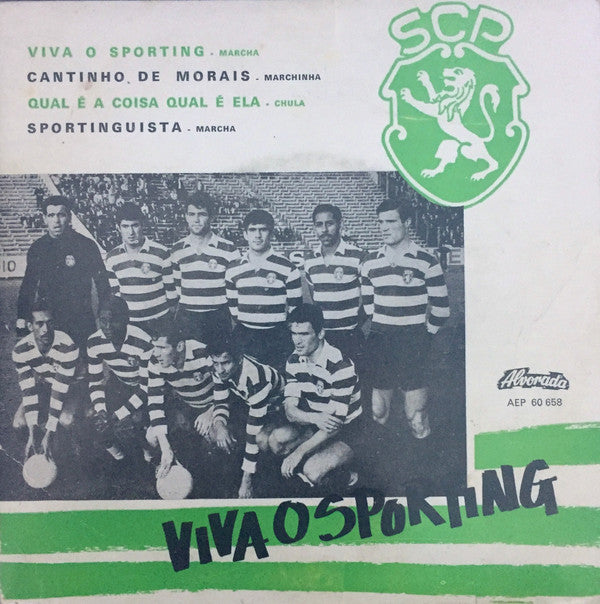 SCP
VIVA O SPORTING - MARCHA
CANTINHO DE MORAIS - MARCHINHA
QUAL É A COISA QUAL É ELA - CHULA
SPORTINGUISTA - MARCHA
Alvorada
AEP 60 658
VIVA O SPORTING